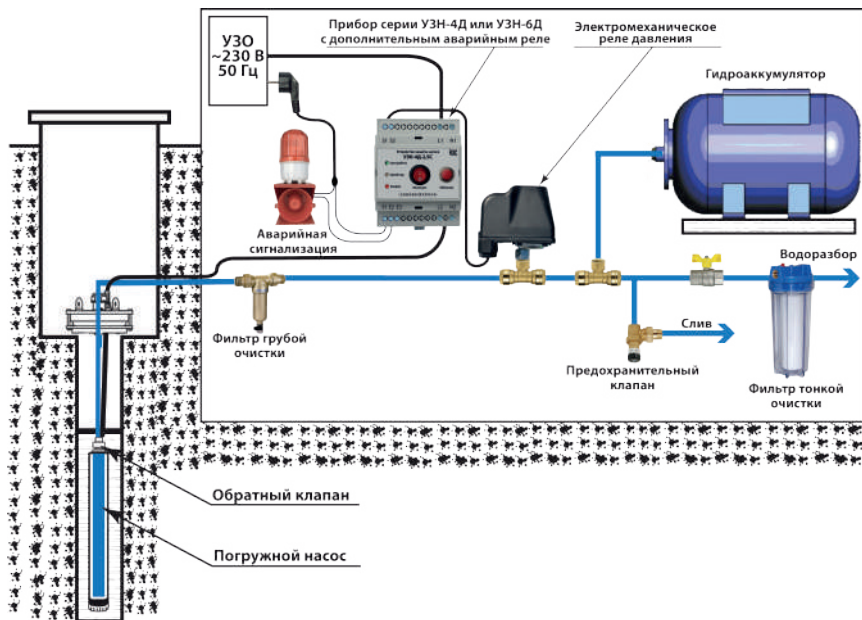 УЗО
~230 В
50 Гц
Прибор серии УЗН-4Д или УЗН-6Д
с дополнительным аварийным реле
Электромеханическое
реле давления
Гидроаккумулятор
Аварийная
сигнализация
Водоразбор
Фильтр грубой
очистки
Слив
Предохранительный
клапан
Фильтр тонкой
очистки
Обратный клапан
Погружной насос